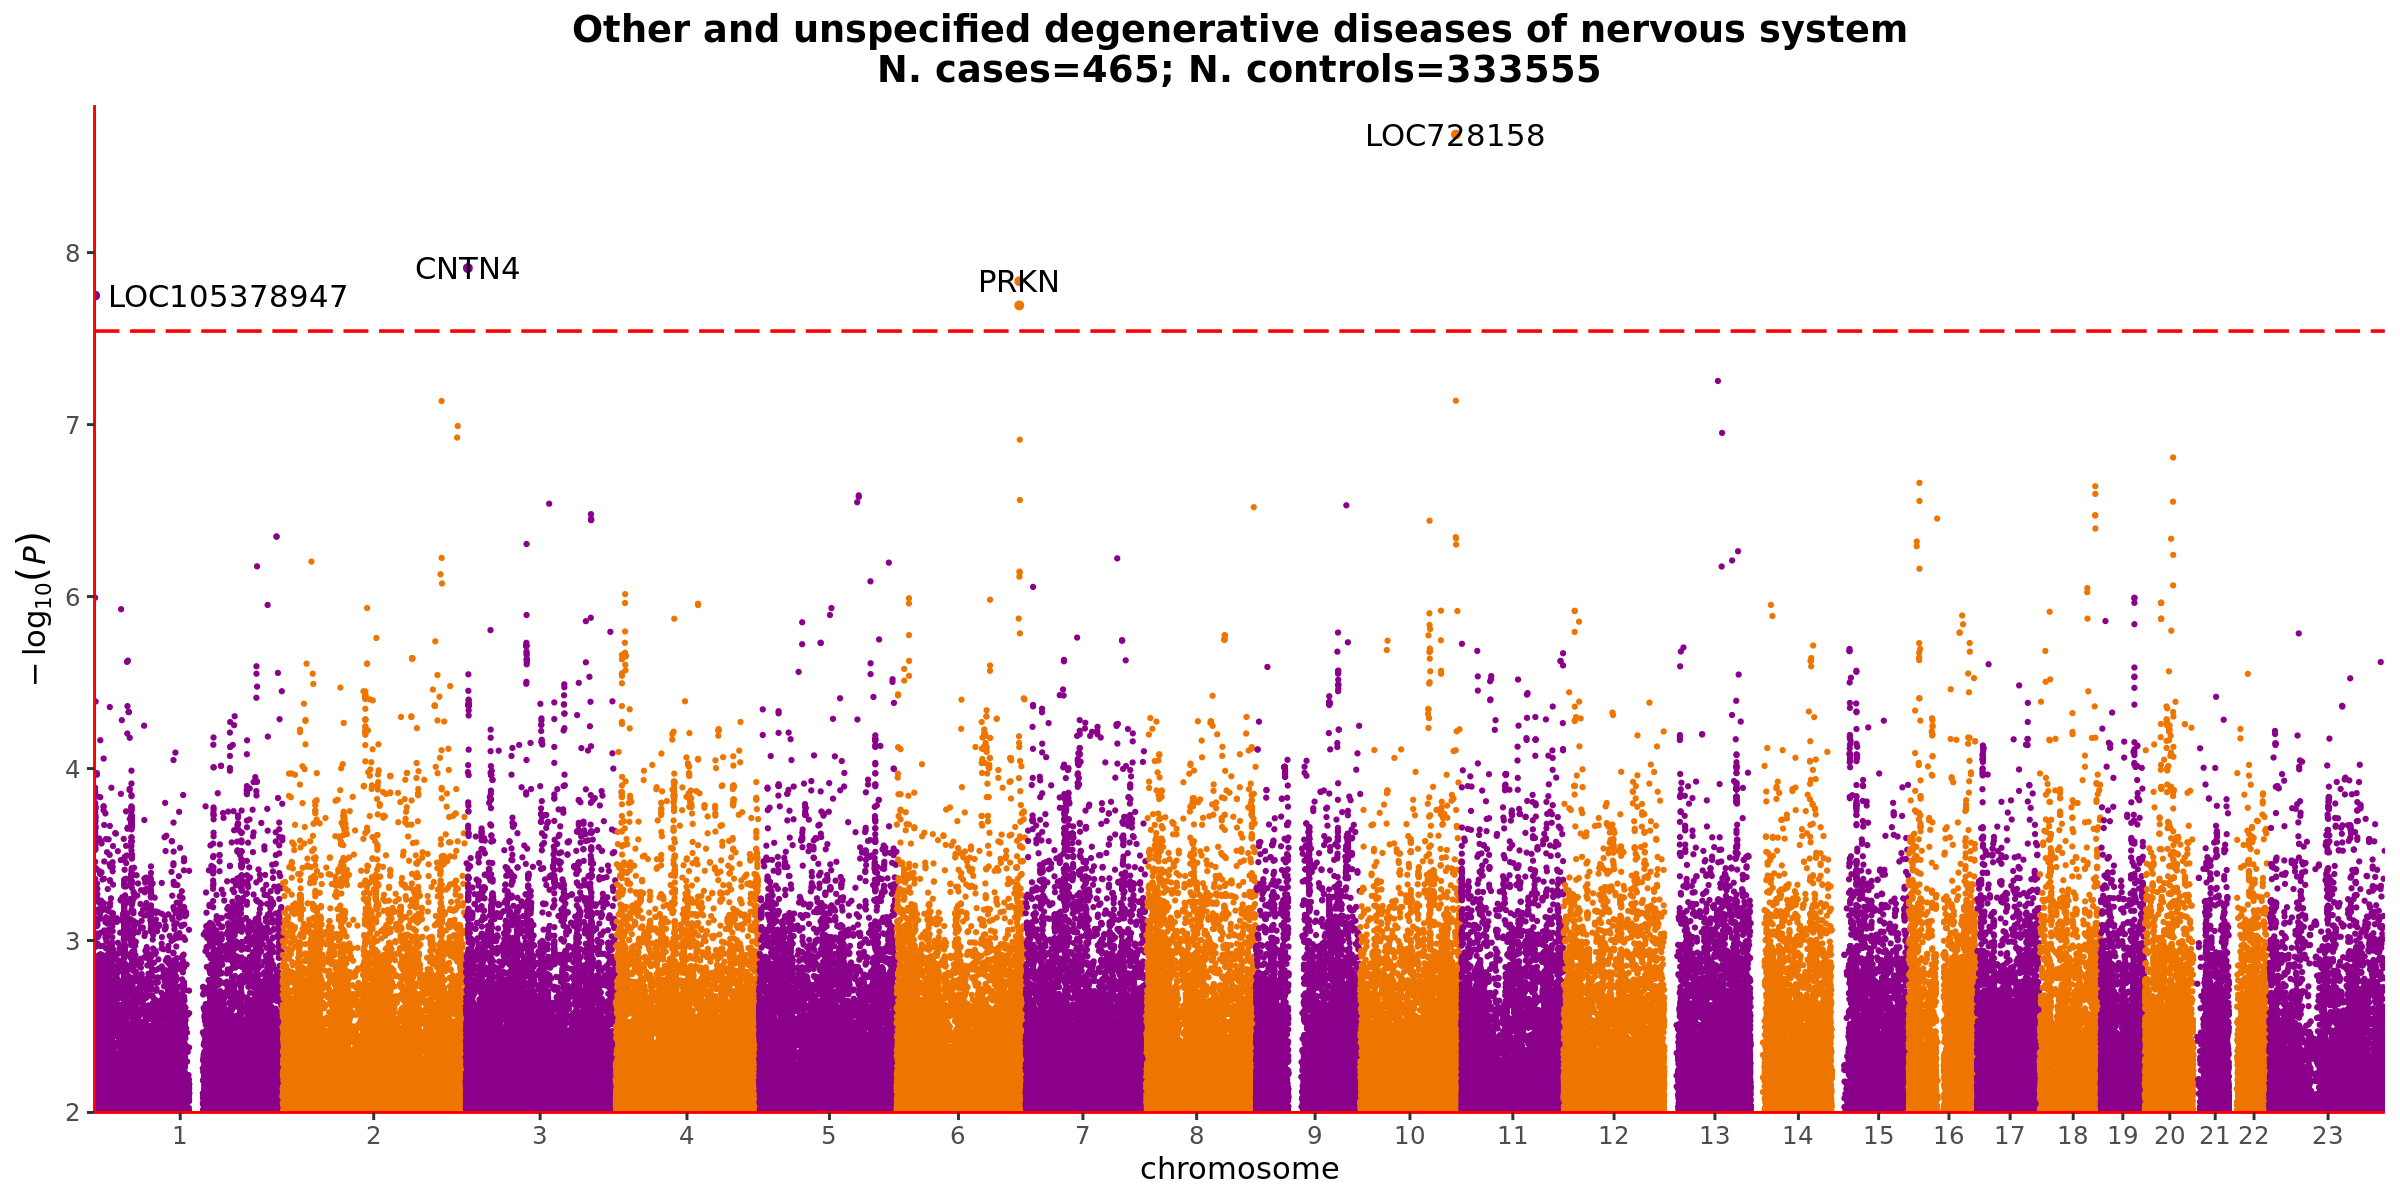 Other and unspecified degenerative diseases of nervous system
N. cases=465; N. controls=333555
LOC728158
CNTN4
PRKN
LOC105378947
8
7
6
4
3
2
−log10(P)
1 2 3 4 5 6 7 8 9 10 11 12 13 14 15 16 17 18 19 20 21 22 23
chromosome